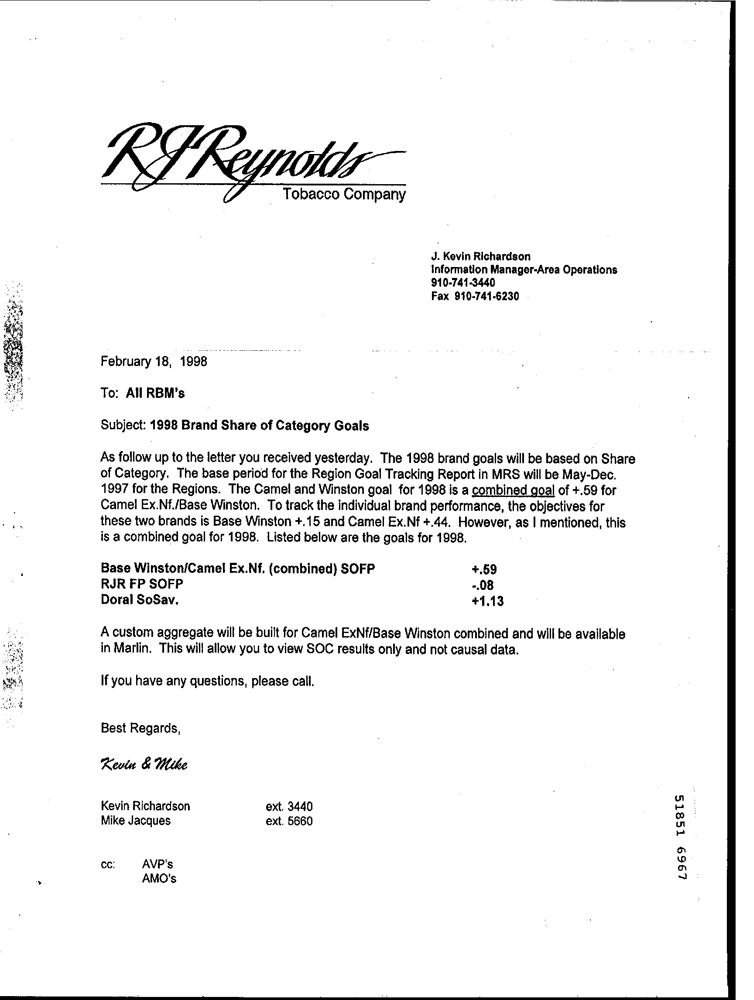 RJReynolds
Tobacco Company
J. Kevin Richardson
Information Manager-Area Operations
910-741-3440
Fax 910-741-6230
February 18, 1998
To: All RBM's
Subject: 1998 Brand Share of Category Goals
As follow up to the letter you received yesterday. The 1998 brand goals will be based on Share
of Category. The base period for the Region Goal Tracking Report in MRS will be May-Dec.
1997 for the Regions. The Camel and Winston goal for 1998 is a combined goal of +.59 for
Camel Ex.Nf./Base Winston. To track the individual brand performance, the objectives for
these two brands is Base Winston +.15 and Camel Ex.Nf +.44. However, as I mentioned, this
is a combined goal for 1998. Listed below are the goals for 1998.
Base Winston/Camel Ex.Nf. (combined) SOFP +.59
RJR FP SOFP -.08
Doral SoSav. +1.13
A custom aggregate will be built for Camel ExNf/Base Winston combined and will be available
in Marlin. This will allow you to view SOC results only and not causal data.
If you have any questions, please call.
Best Regards,
Kevin & Mike
Kevin Richardson ext. 3440
Mike Jacques ext. 5660
cc: AVP's
AMO's
51851 6967